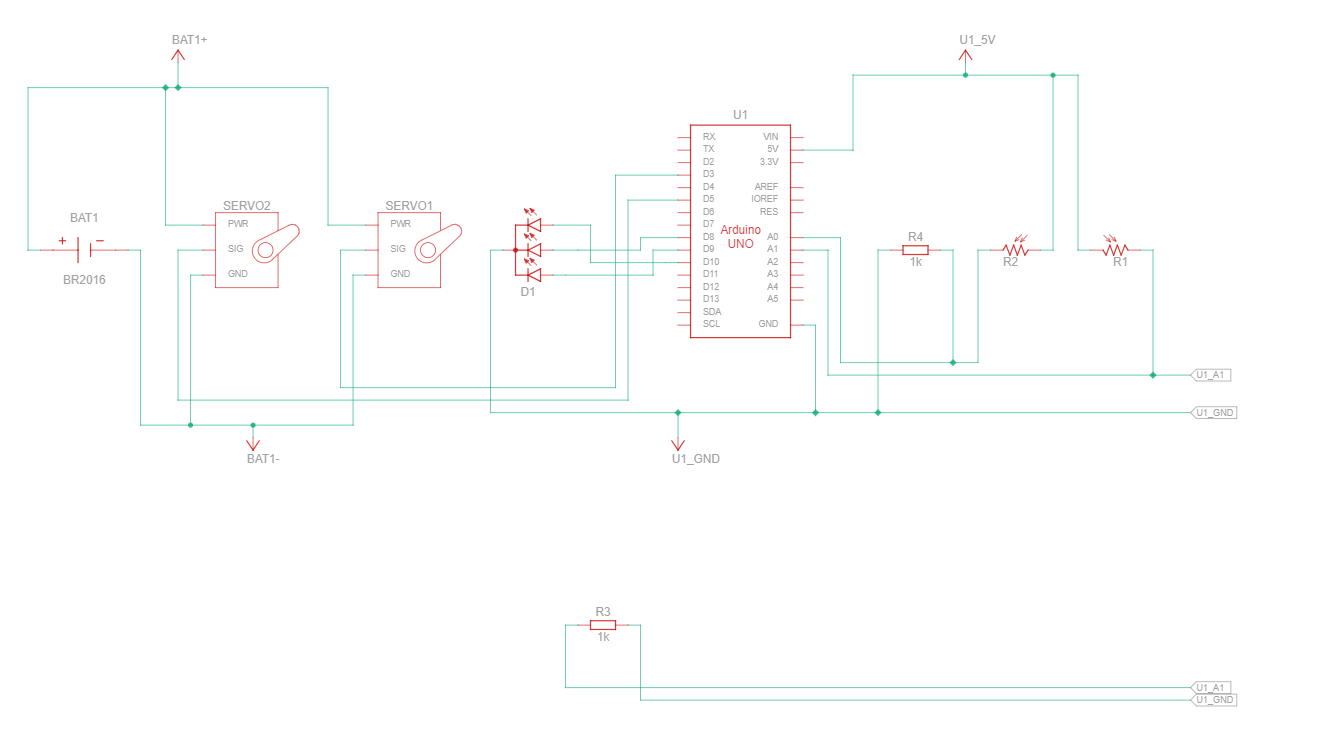 BAT1+
U1_5V
U1
RX
VIN
TX
5V
D2
3.3V
D3
D4
AREF
D5
IOREF
D6
RES
D7
D8
A0
D9
A1
D10
A2
D11
A3
D12
A4
D13
A5
SDA
SCL
GND
Arduino
UNO
SERVO2
PWR
SIG
GND
SERVO1
PWR
SIG
GND
BAT1
+
−
BR2016
D1
R4
1k
R2
R1
U1_A1
U1_GND
BAT1-
U1_GND
R3
1k
U1_A1
U1_GND